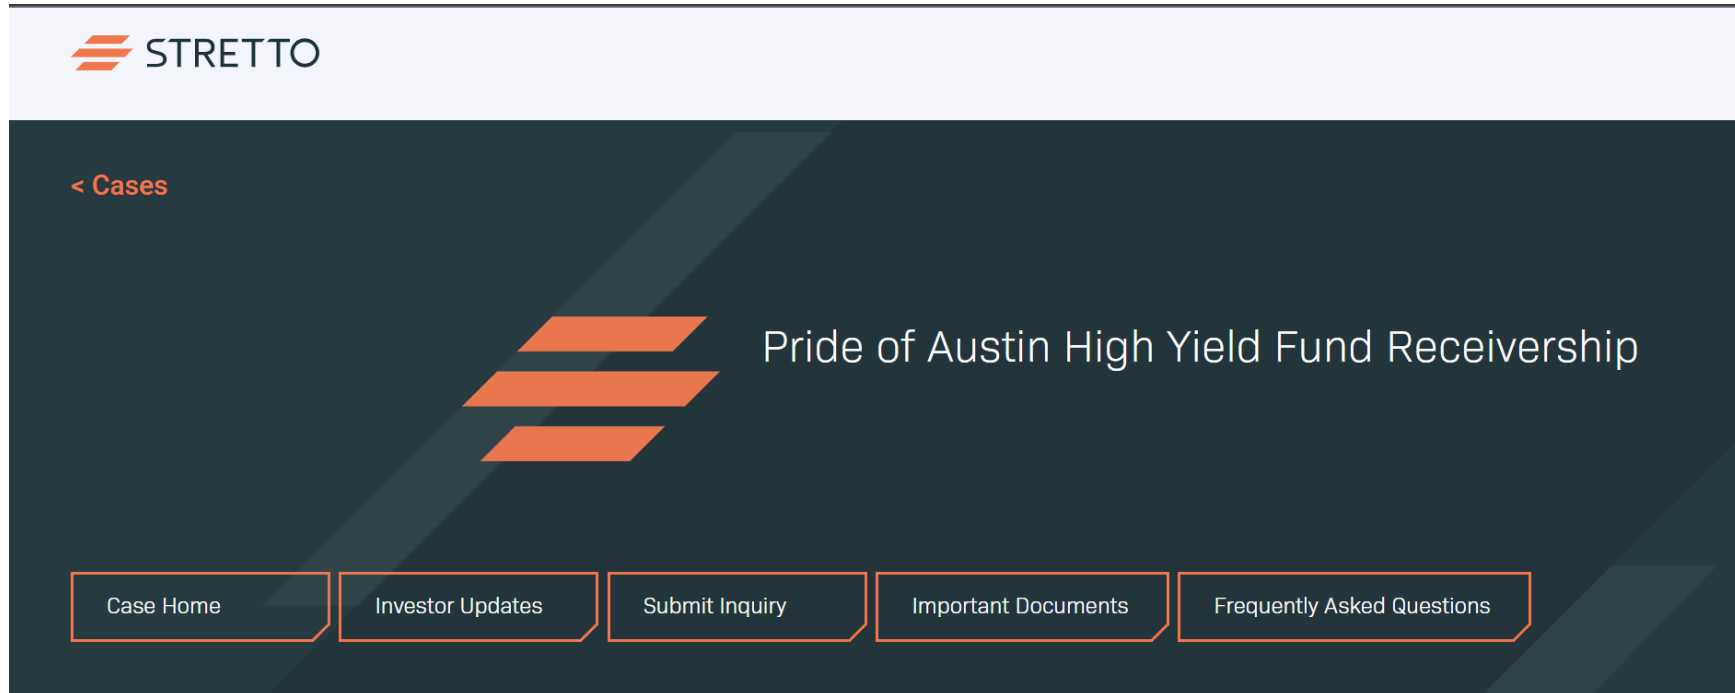 STRETTO
< Cases
Pride of Austin High Yield Fund Receivership
Case Home
Investor Updates
Submit Inquiry
Important Documents
Frequently Asked Questions